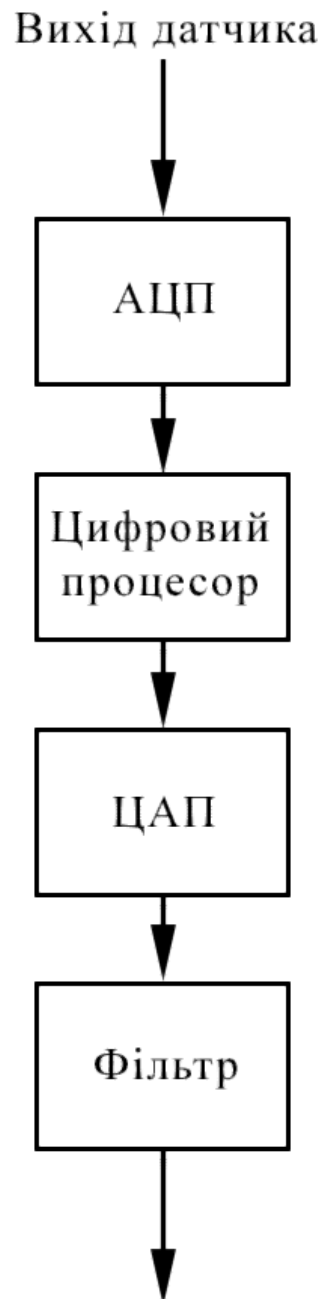 Вихід датчика
АЦП
Цифровий
процесор
ЦАП
Фільтр